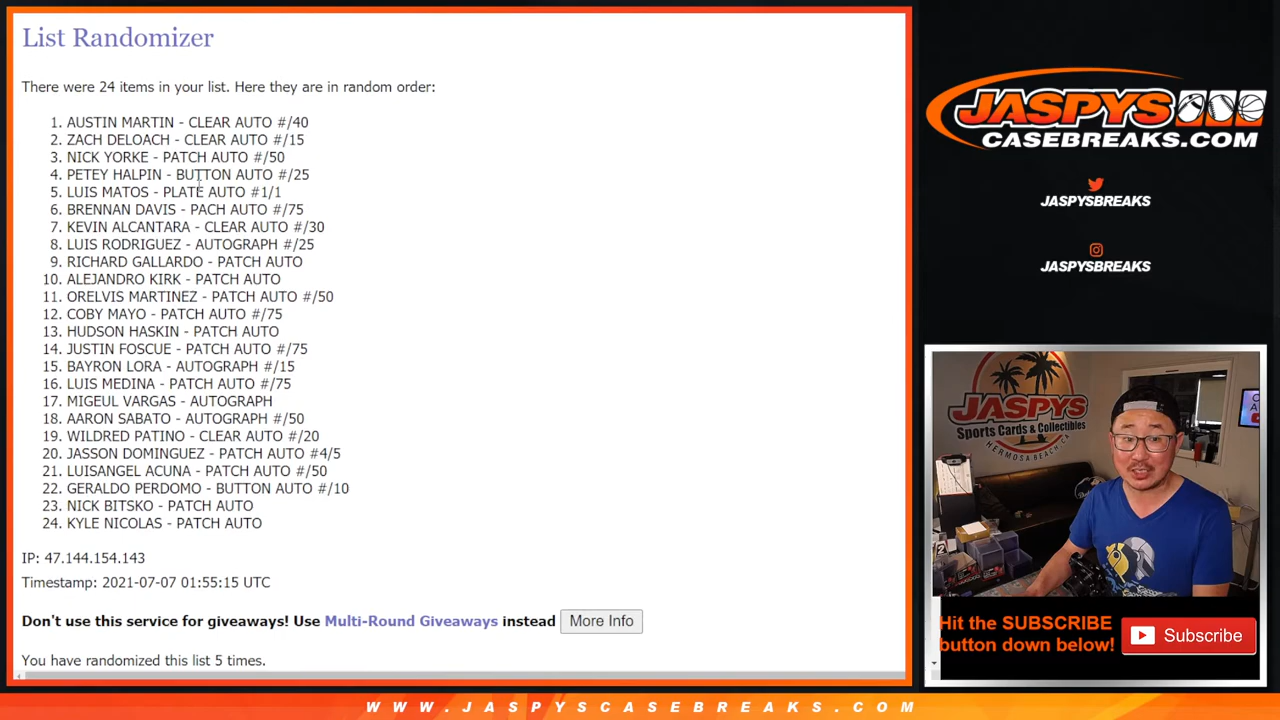 List Randomizer
There were 24 items in your list. Here they are in random order:
1. AUSTIN MARTIN - CLEAR AUTO #/40
2. ZACH DELOACH - CLEAR AUTO #/15
3. NICK YORKE - PATCH AUTO #/50
4. PETEY HALPIN - BUTTON AUTO #/25
5. LUIS MATOS - PLATE AUTO #1/1
6. BRENNAN DAVIS - PACH AUTO #/75
7. KEVIN ALCANTARA - CLEAR AUTO #/30
8. LUIS RODRIGUEZ - AUTOGRAPH #/25
9. RICHARD GALLARDO - PATCH AUTO
10. ALEJANDRO KIRK - PATCH AUTO
11. ORELVIS MARTINEZ - PATCH AUTO #/50
12. COBY MAYO - PATCH AUTO #/75
13. HUDSON HASKIN - PATCH AUTO
14. JUSTIN FOSCUE - PATCH AUTO #/75
15. BAYRON LORA - AUTOGRAPH #/15
16. LUIS MEDINA - PATCH AUTO #/75
17. MIGEUL VARGAS - AUTOGRAPH
18. AARON SABATO - AUTOGRAPH #/50
19. WILDRED PATINO - CLEAR AUTO #/20
20. JASSON DOMINGUEZ - PATCH AUTO #4/5
21. LUISANGEL ACUNA - PATCH AUTO #/50
22. GERALDO PERDOMO - BUTTON AUTO #/10
23. NICK BITSKO - PATCH AUTO
24. KYLE NICOLAS - PATCH AUTO
IP: 47.144.154.143
Timestamp: 2021-07-07 01:55:15 UTC
Don't use this service for giveaways! Use Multi-Round Giveaways instead More Info
You have randomized this list 5 times.
JASPYS
CASEBREAKS.COM
JASPYSBREAKS
JASPYSBREAKS
JASPYS
Sports Cards & Collectibles
HERMOSA BEACH, CA
Hit the SUBSCRIBE
button down below!
Subscribe
WWW.JASPYSCASEBREAKS.COM